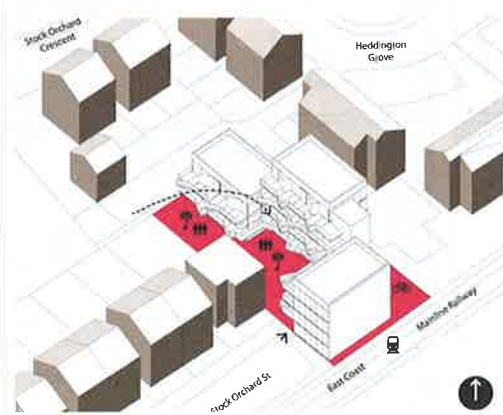 Stock Orchard
Crescent
Heddington
Grove
Stock Orchard St
East Coast
Mainline Railway